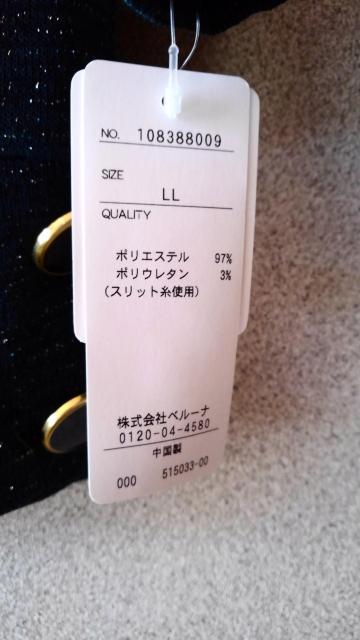 NO. 108388009
SIZE
LL
QUALITY
ポリエステル 97%
ポリウレタン 3%
(スリット糸使用)
株式会社ベルーナ
0120-04-4580
中国製
000 515033-00